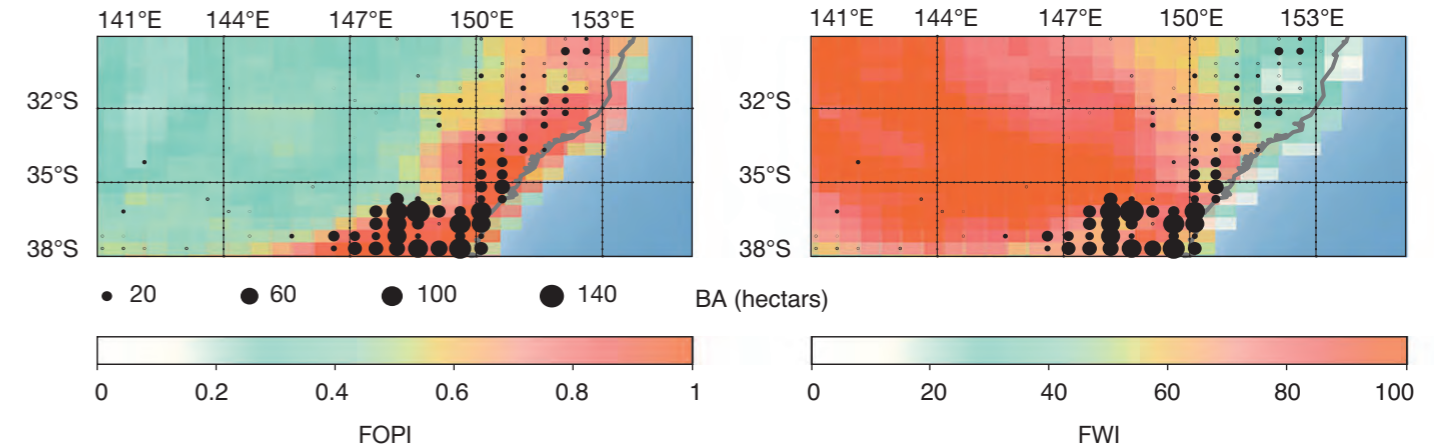 141°E 144°E 147°E 150°E 153°E 141°E 144°E 147°E 150°E 153°E
32°S 32°S
35°S 35°S
38°S 38°S
20 60 100 140 BA (hectars)
0 0.2 0.4 0.6 0.8 1 0 20 40 60 80 100
FOPI FWI